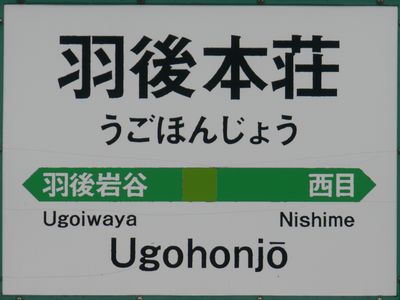 羽後本荘
うごほんじょう
羽後岩谷 西目
Ugoiwaya Nishime
Ugohonjō